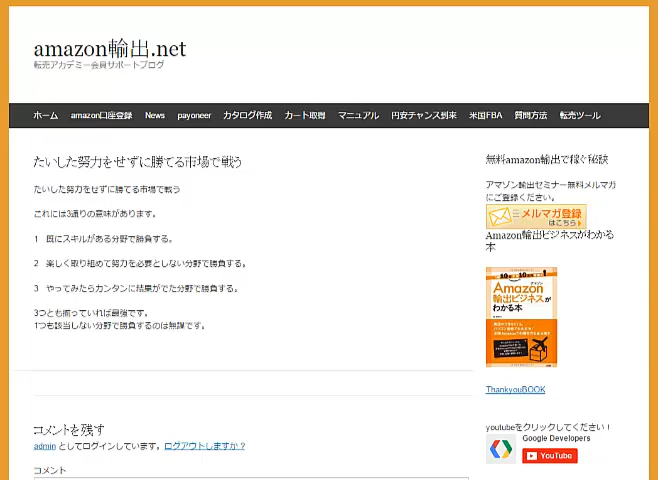 amazon輸出.net
転売アカデミー会員サポートブログ
ホーム amazon口座登録 News payoneer カタログ作成 カート取得 マニュアル 円安チャンス到来 米国FBA 質問方法 転売ツール
たいした努力をせずに勝てる市場で戦う
たいした努力をせずに勝てる市場で戦う
これには3通りの意味があります。
1 既にスキルがある分野で勝負する。
2 楽しく取り組めて努力を必要としない分野で勝負する。
3 やってみたらカンタンに結果がでた分野で勝負する。
3つとも揃っていれば最強です。
1つも該当しない分野で勝負するのは無謀です。
コメントを残す
admin としてログインしています。ログアウトしますか ?
コメント
無料amazon輸出で稼ぐ秘訣
アマゾン輸出セミナー無料メルマガ
にご登録ください。
メルマガ登録
はこちら
Amazon輸出ビジネスがわかる
本
アマゾン
Amazon
輸出ビジネスが
わかる本
ThankyouBOOK
youtubeをクリックしてください！
Google Developers
YouTube